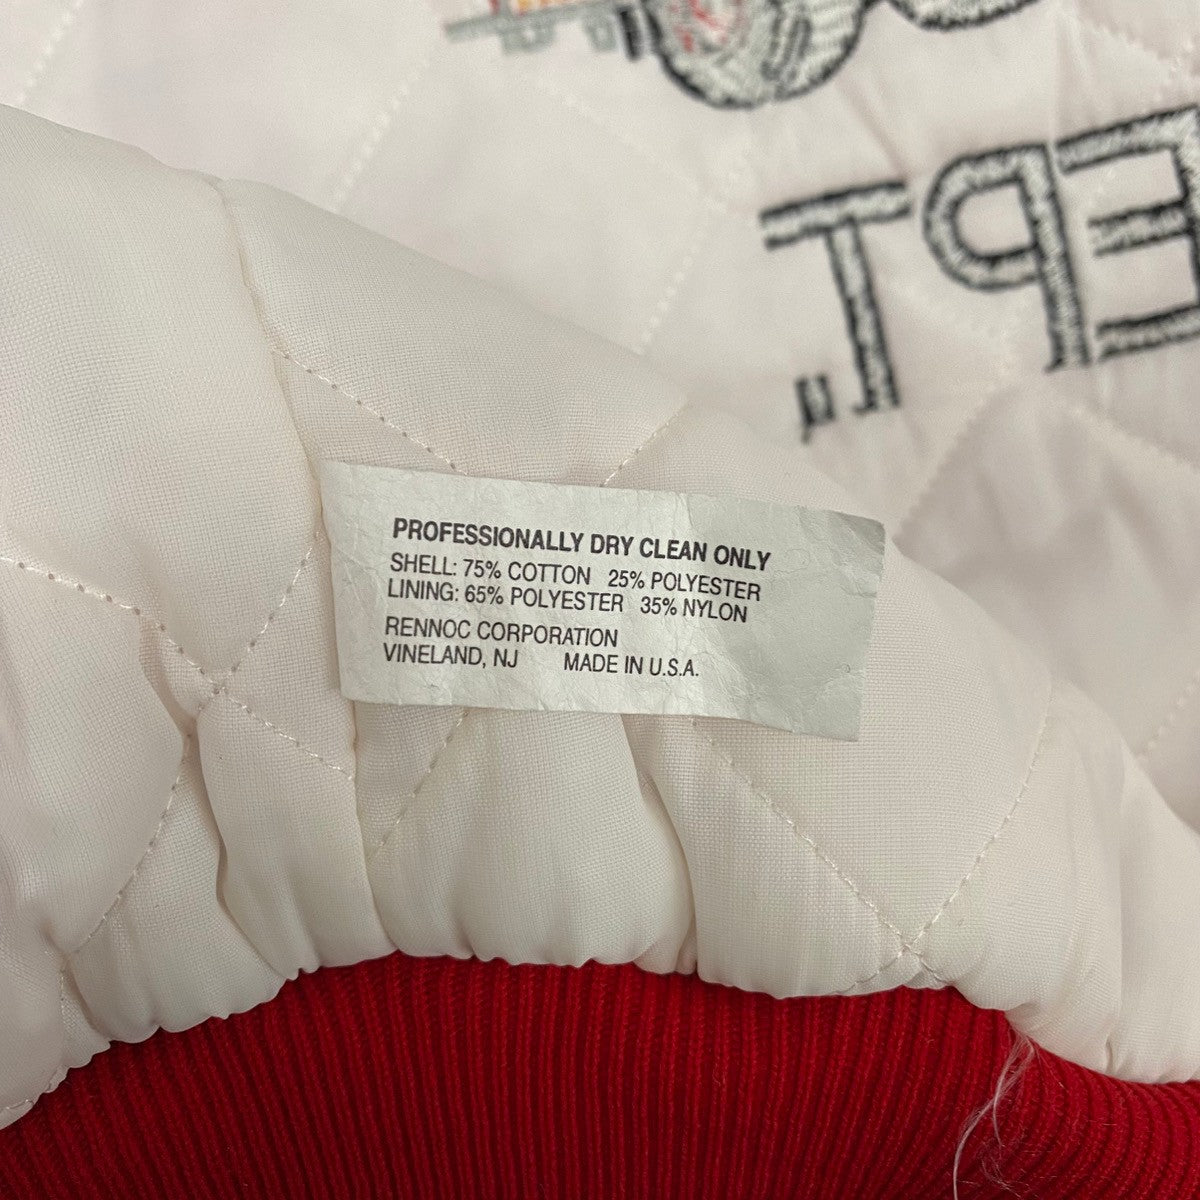 EPT.
PROFESSIONALLY DRY CLEAN ONLY
SHELL: 75% COTTON 25% POLYESTER
LINING: 65% POLYESTER 35% NYLON
RENNOC CORPORATION
VINELAND, NJ MADE IN U.S.A.